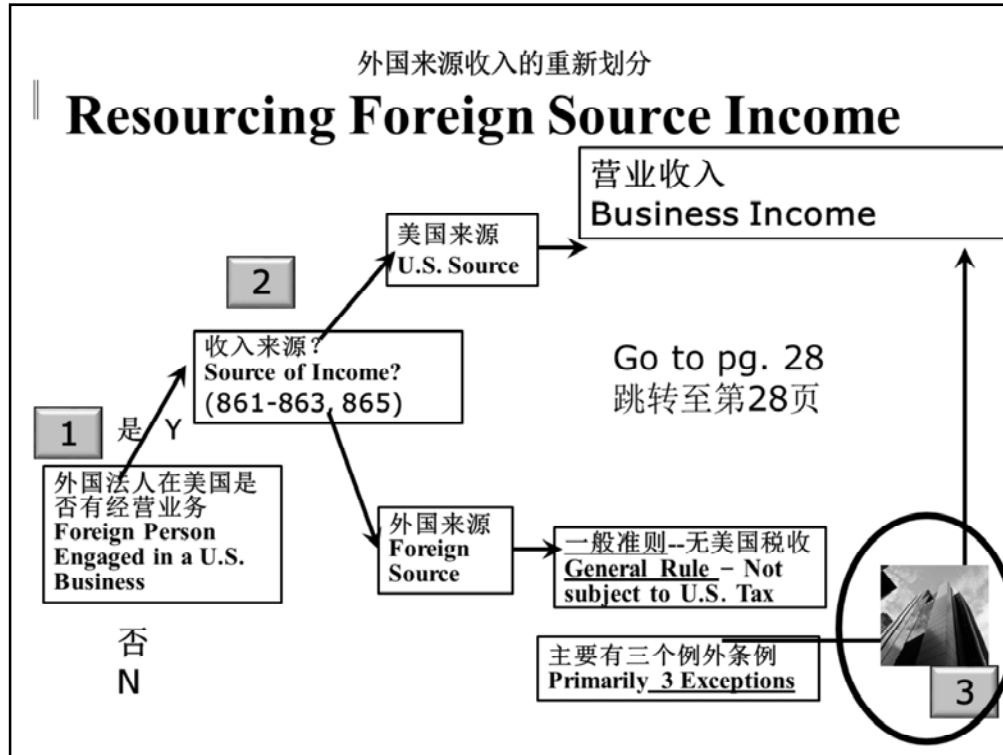 外国来源收入的重新划分
Resourcing Foreign Source Income
营业收入
Business Income
美国来源
U.S. Source
2
收入来源?
Source of Income?
(861-863, 865)
Go to pg. 28
跳转至第28页
1
是 Y
外国法人在美国是
否有经营业务
Foreign Person
Engaged in a U.S.
Business
外国来源
Foreign
Source
一般准则--无美国税收
General Rule – Not
subject to U.S. Tax
否
N
主要有三个例外条例
Primarily 3 Exceptions
3